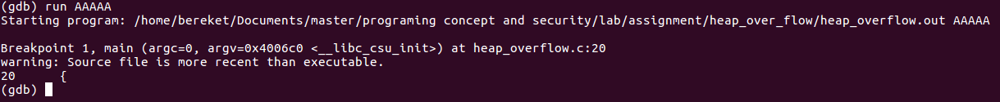 (gdb) run AAAAA
Starting program: /home/bereket/Documents/master/programing concept and security/lab/assignment/heap_over_flow/heap_overflow.out AAAAA
Breakpoint 1, main (argc=0, argv=0x4006c0 <__libc_csu_init>) at heap_overflow.c:20
warning: Source file is more recent than executable.
20      {
(gdb)